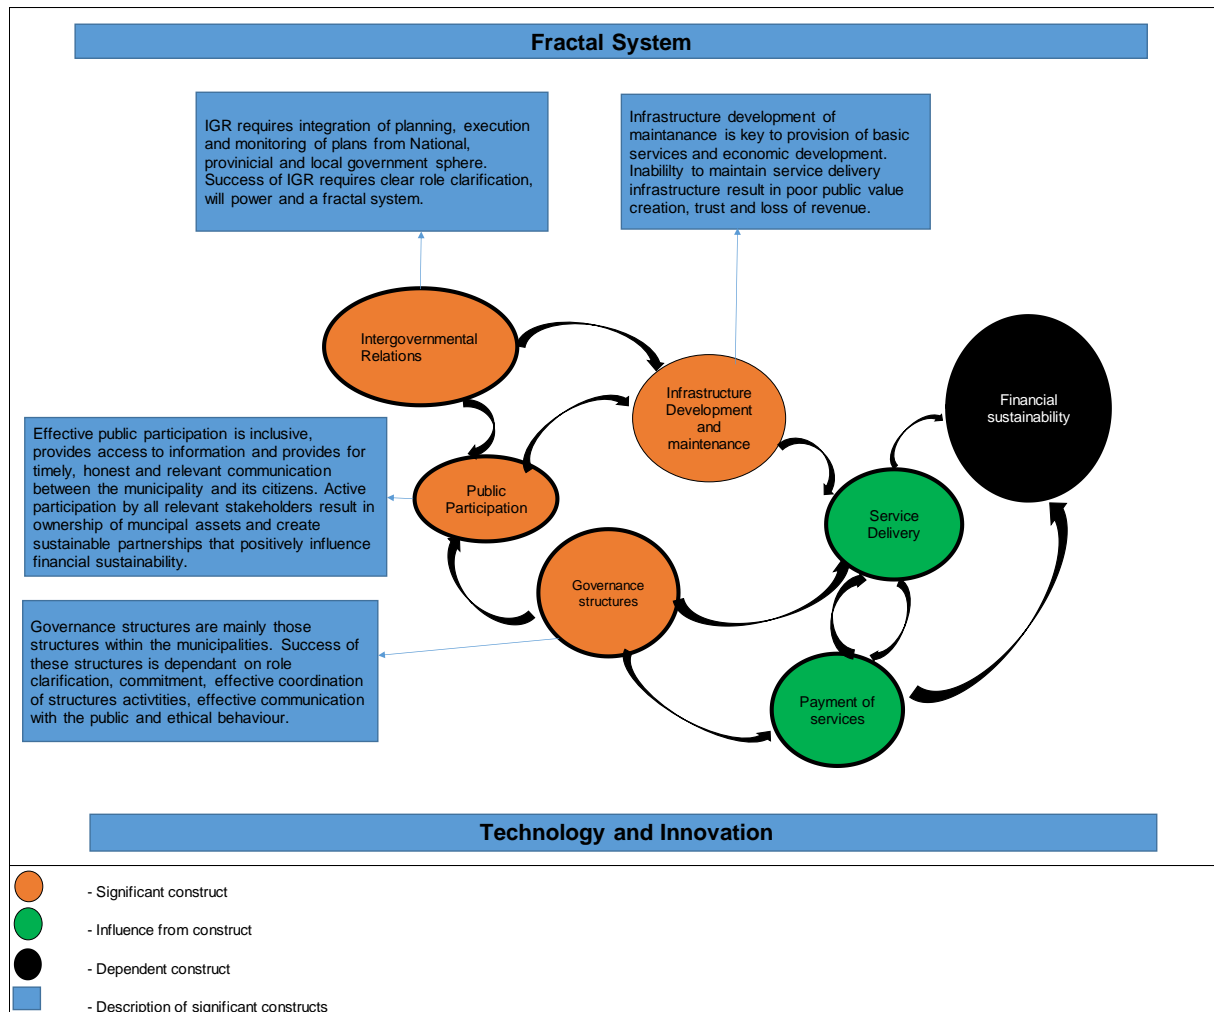 Fractal System
IGR requires integration of planning, execution
and monitoring of plans from National,
provinicial and local government sphere.
Success of IGR requires clear role clarification,
will power and a fractal system.
Infrastructure development of
maintanance is key to provision of basic
services and economic development.
Inabililty to maintain service delivery
infrastructure result in poor public value
creation, trust and loss of revenue.
Intergovernmental
Relations
Infrastructure
Development
and
maintenance
Financial
sustainability
Effective public participation is inclusive,
provides access to information and provides for
timely, honest and relevant communication
between the municipality and its citizens. Active
participation by all relevant stakeholders result in
ownership of muncipal assets and create
sustainable partnerships that positively influence
financial sustainability.
Public
Participation
Service
Delivery
Governance
structures
Governance structures are mainly those
structures within the municipalities. Success of
these structures is dependant on role
clarification, commitment, effective coordination
of structures activtities, effective communication
with the public and ethical behaviour.
Payment of
services
Technology and Innovation
- Significant construct
- Influence from construct
- Dependent construct
- Description of significant constructs